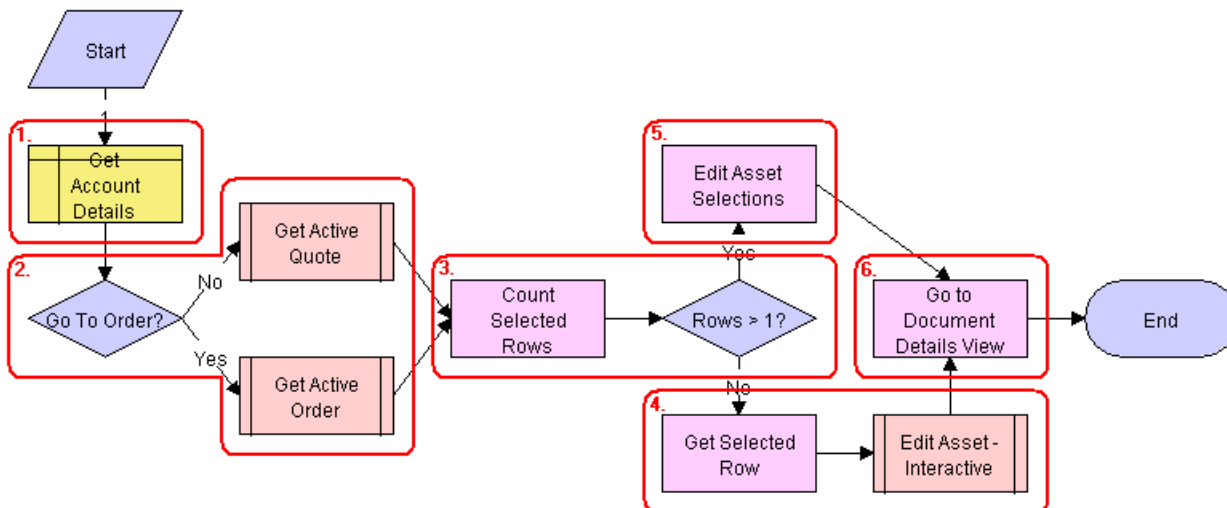 Start
1
1.
Get
Account
Details
2.
Go To Order?
No
Yes
Get Active
Quote
Get Active
Order
3.
Count
Selected
Rows
Rows > 1?
Yes
No
5.
Edit Asset
Selections
4.
Get Selected
Row
Edit Asset -
Interactive
6.
Go to
Document
Details View
End